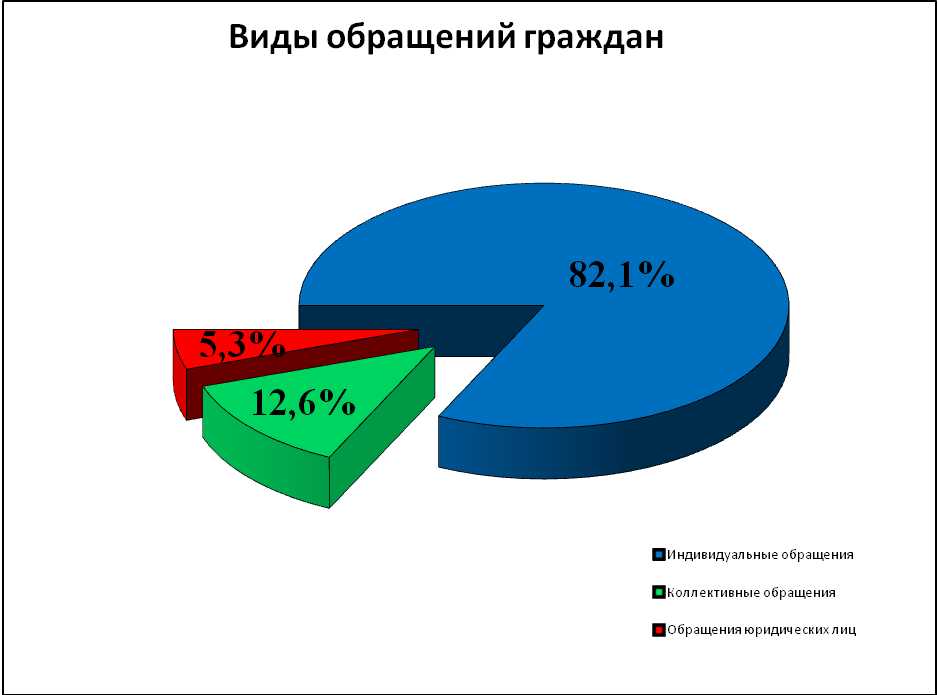 Виды обращений граждан
82,1%
5,3%
12,6%
Индивидуальные обращения
Коллективные обращения
Обращения юридических лиц